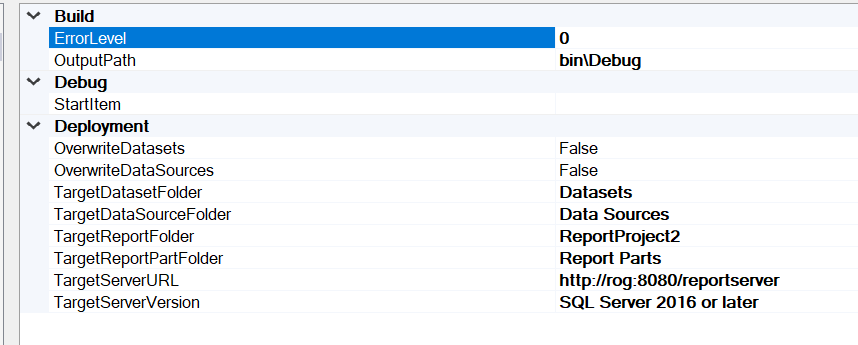 Build
ErrorLevel 0
OutputPath bin\Debug
Debug
StartItem
Deployment
OverwriteDatasets False
OverwriteDataSources False
TargetDatasetFolder Datasets
TargetDataSourceFolder Data Sources
TargetReportFolder ReportProject2
TargetReportPartFolder Report Parts
TargetServerURL http://rog:8080/reportserver
TargetServerVersion SQL Server 2016 or later